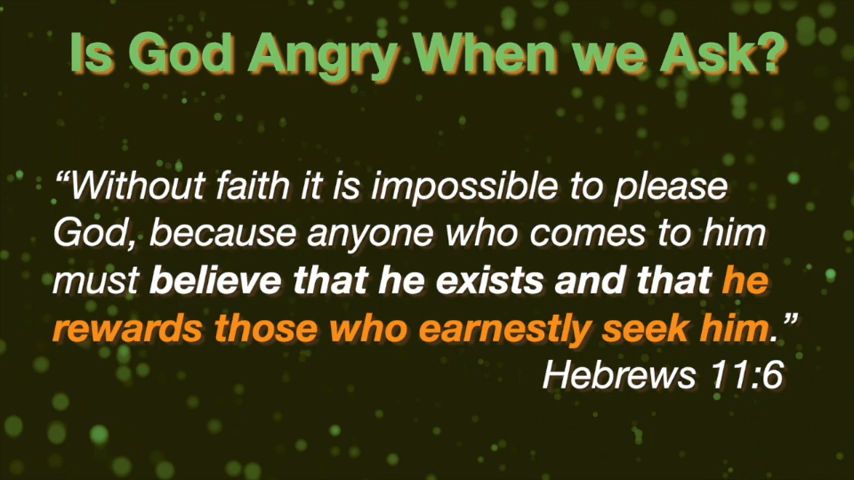 Is God Angry When we Ask?
“Without faith it is impossible to please
God, because anyone who comes to him
must believe that he exists and that he
rewards those who earnestly seek him.”
Hebrews 11:6